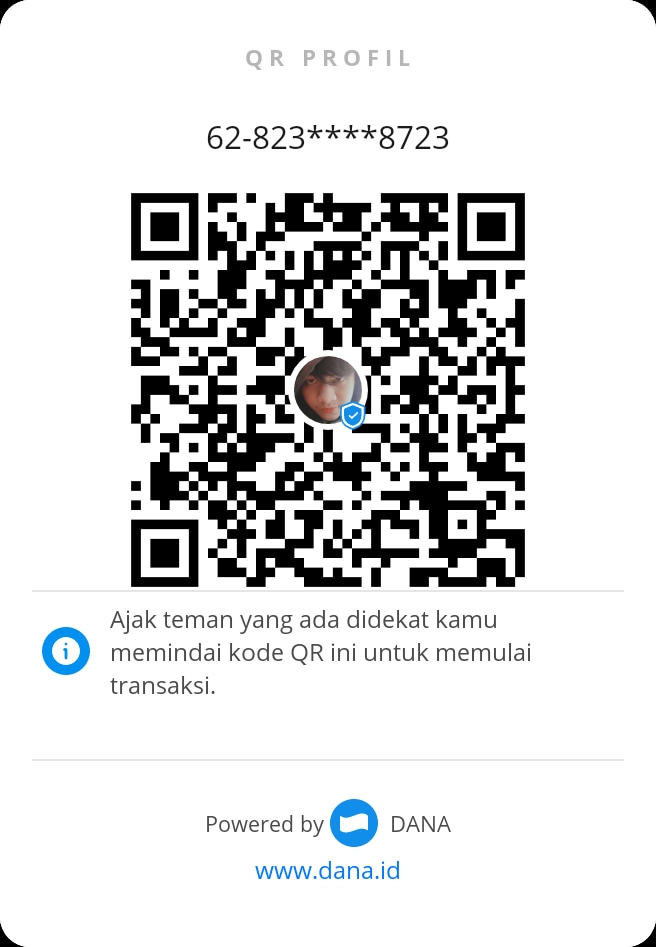 QR PROFIL
62-823****8723
Ajak teman yang ada didekat kamu
memindai kode QR ini untuk memulai
transaksi.
Powered by DANA
www.dana.id